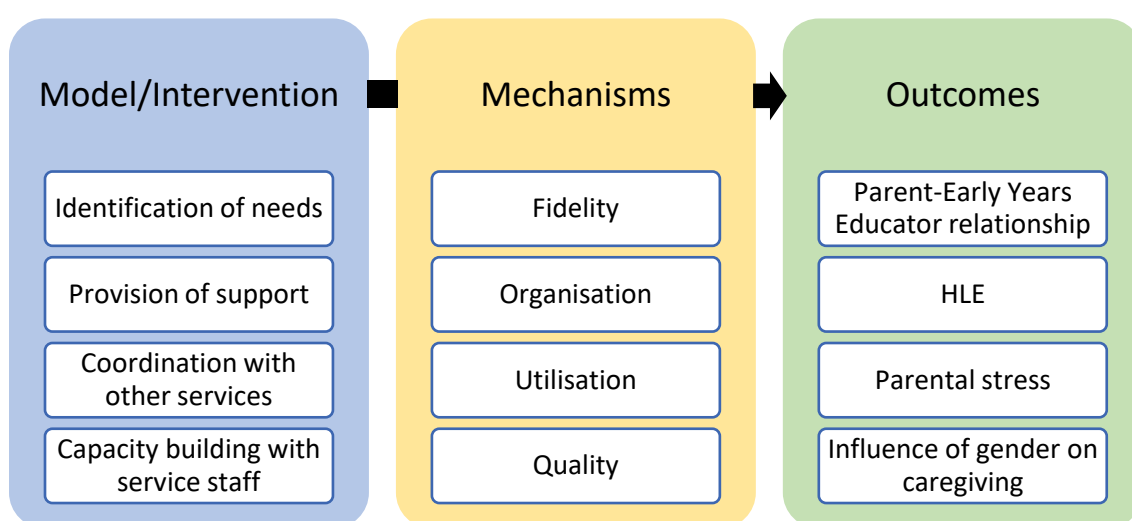 Model/Intervention
Identification of needs
Provision of support
Coordination with
other services
Capacity building with
service staff
Mechanisms
Fidelity
Organisation
Utilisation
Quality
Outcomes
Parent-Early Years
Educator relationship
HLE
Parental stress
Influence of gender on
caregiving